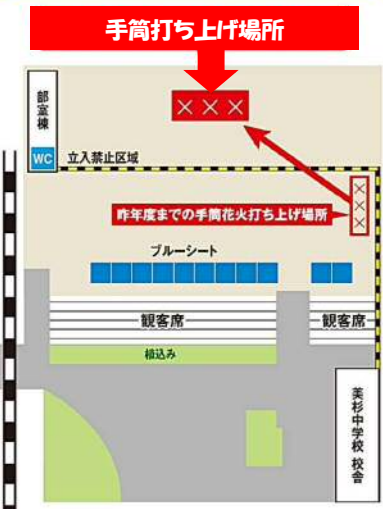 手筒打ち上げ場所
×××
部室棟
WC
立入禁止区域
×××
昨年度までの手筒花火打ち上げ場所
ブルーシート
観客席
観客席
植込み
美杉中学校 校舎